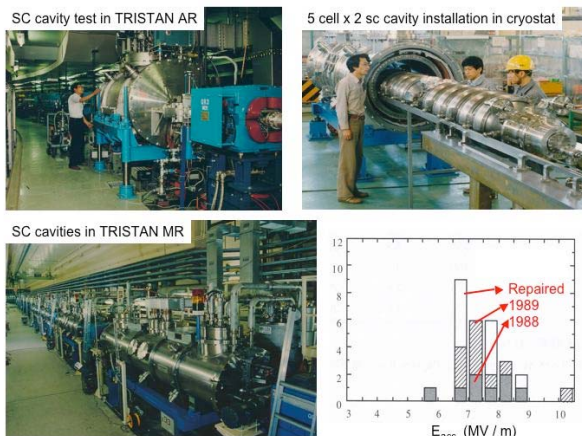 SC cavity test in TRISTAN AR
5 cell x 2 sc cavity installation in cryostat
SC cavities in TRISTAN MR
12
10
8
6
4
2
0
Repaired
1989
1988
3 4 5 6 7 8 9 10
Eacc (MV / m)